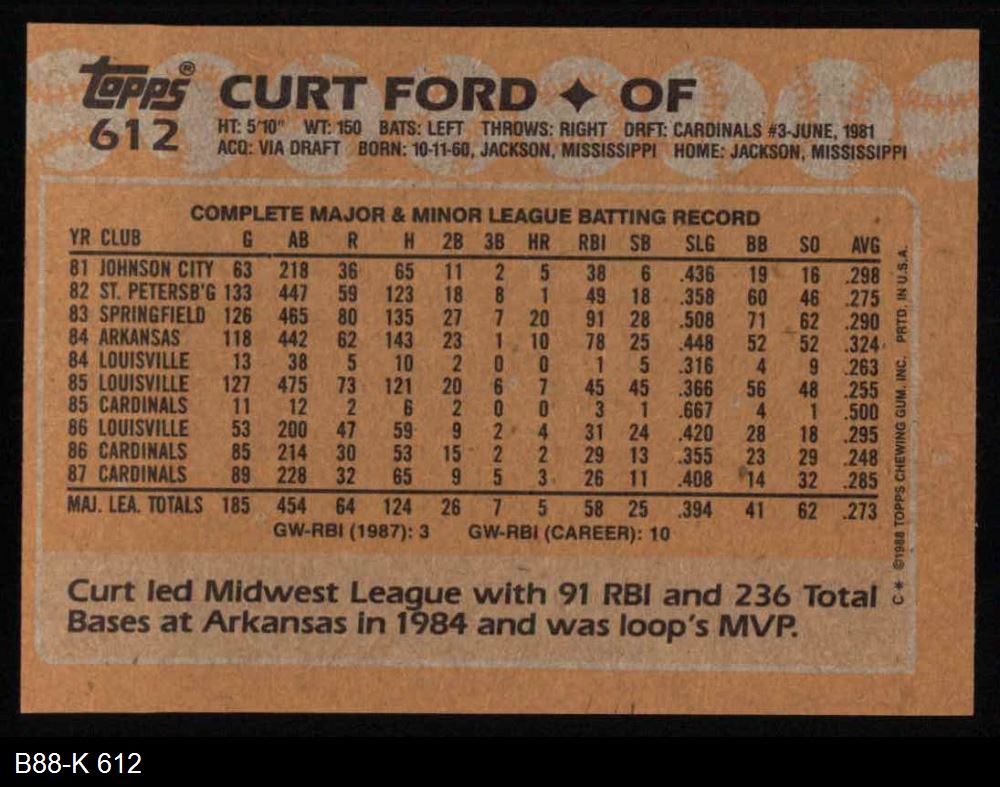 Topps® CURT FORD ✦ OF
612 HT: 5'10" WT: 150 BATS: LEFT THROWS: RIGHT DRFT: CARDINALS #3-JUNE, 1981
ACQ: VIA DRAFT BORN: 10-11-60, JACKSON, MISSISSIPPI HOME: JACKSON, MISSISSIPPI
COMPLETE MAJOR & MINOR LEAGUE BATTING RECORD
YR CLUB G AB R H 2B 3B HR RBI SB SLG BB SO AVG
81 JOHNSON CITY 63 218 36 65 11 2 5 38 6 .436 19 16 .298
82 ST. PETERSB'G 133 447 59 123 18 8 1 49 18 .358 60 46 .275
83 SPRINGFIELD 126 465 80 135 27 7 20 91 28 .508 71 62 .290
84 ARKANSAS 118 442 62 143 23 1 10 78 25 .448 52 52 .324
84 LOUISVILLE 13 38 5 10 2 0 0 1 5 .316 4 9 .263
85 LOUISVILLE 127 475 73 121 20 6 7 45 45 .366 56 48 .255
85 CARDINALS 11 12 2 6 2 0 0 3 1 .667 4 1 .500
86 LOUISVILLE 53 200 47 59 9 2 4 31 24 .420 28 18 .295
86 CARDINALS 85 214 30 53 15 2 2 29 13 .355 23 29 .248
87 CARDINALS 89 228 32 65 9 5 3 26 11 .408 14 32 .285
MAJ. LEA. TOTALS 185 454 64 124 26 7 5 58 25 .394 41 62 .273
GW-RBI (1987): 3 GW-RBI (CAREER): 10
Curt led Midwest League with 91 RBI and 236 Total
Bases at Arkansas in 1984 and was loop's MVP.
C* ©1988 TOPPS CHEWING GUM, INC. PRTD. IN U.S.A.
B88-K 612